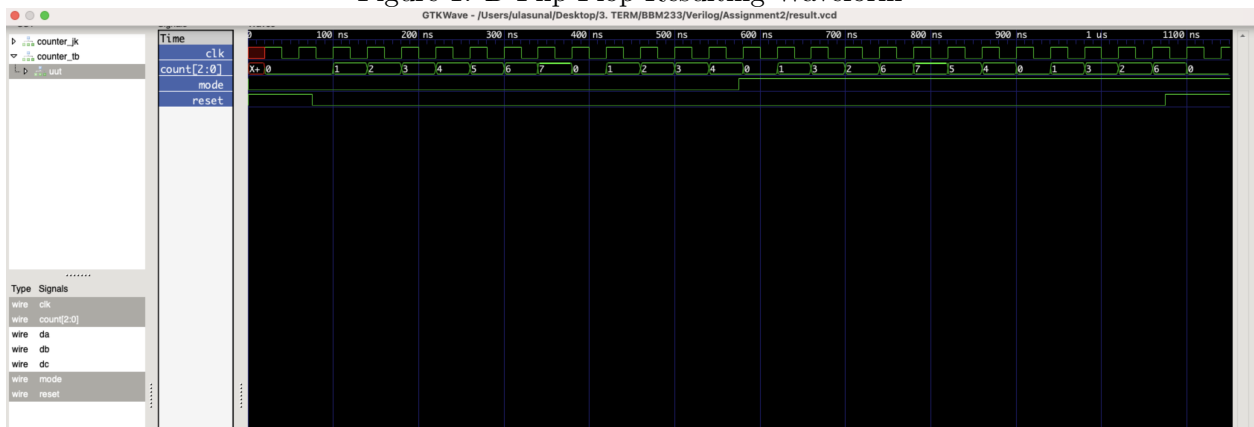 Figure 1: D Flip Flop Resulting Waveform
GTKWave - /Users/ulasunal/Desktop/3. TERM/BBM233/Verilog/Assignment2/result.vcd
counter_jk
counter_tb
uut
Time
clk
count[2:0]
mode
reset
0 100 ns 200 ns 300 ns 400 ns 500 ns 600 ns 700 ns 800 ns 900 ns 1 us 1100 ns
X+ 0 1 2 3 4 5 6 7 0 1 2 3 4 0 1 3 2 6 7 5 4 0 1 3 2 6 0
Type Signals
wire clk
wire count[2:0]
wire da
wire db
wire dc
wire mode
wire reset